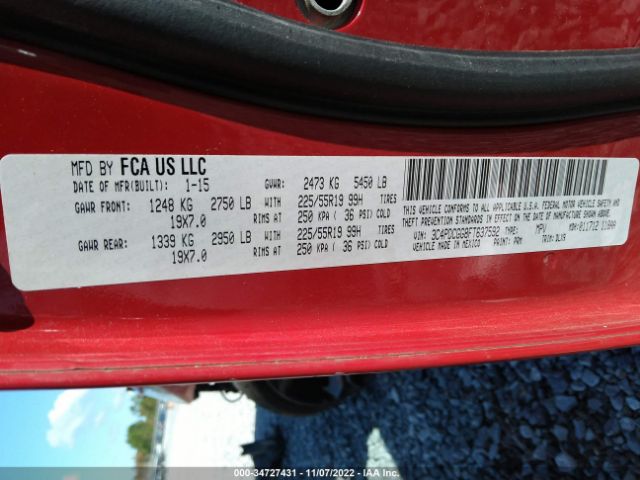 MFD BY FCA US LLC
DATE OF MFR(BUILT): 1-15 GVWR: 2473 KG 5450 LB
GAWR FRONT: 1248 KG 2750 LB WITH 225/55R19 99H TIRES
19X7.0 RIMS AT 250 KPA ( 36 PSI) COLD
GAWR REAR: 1339 KG 2950 LB WITH 225/55R19 99H TIRES
19X7.0 RIMS AT 250 KPA ( 36 PSI) COLD
THIS VEHICLE CONFORMS TO ALL APPLICABLE U.S.A. FEDERAL MOTOR VEHICLE SAFETY AND
THEFT PREVENTION STANDARDS IN EFFECT ON THE DATE OF MANUFACTURE SHOWN ABOVE.
VIN: 3C4PDCGG8FT637592 TYPE: MPV MDH: 011712 119AA
VEHICLE MADE IN MEXICO PAINT: PRM TRIM: DLX9
000-34727431 - 11/07/2022 - IAA Inc.